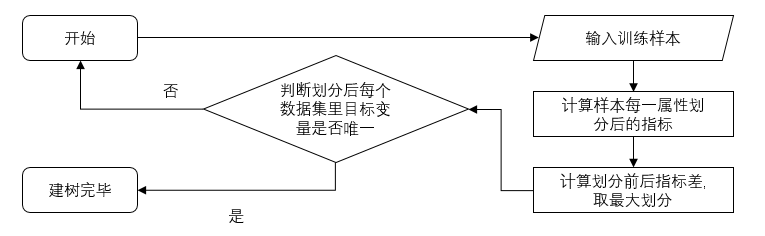 开始
输入训练样本
计算样本每一属性划
分后的指标
计算划分前后指标差,
取最大划分
判断划分后每个
数据集里目标变
量是否唯一
否
是
建树完毕